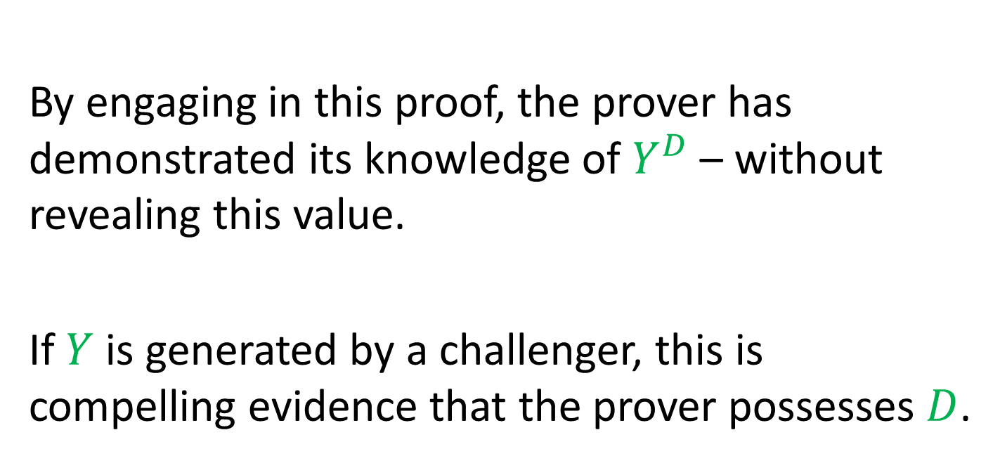 By engaging in this proof, the prover has
demonstrated its knowledge of Y^D – without
revealing this value.
If Y is generated by a challenger, this is
compelling evidence that the prover possesses D.